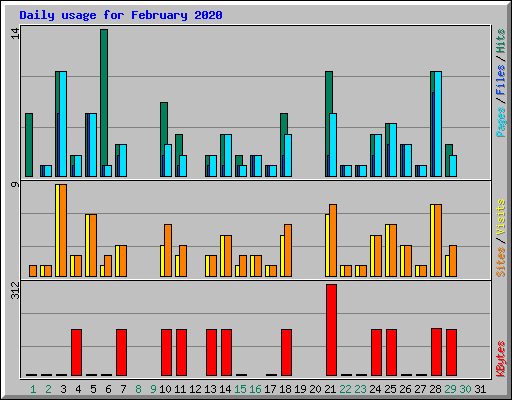 Daily usage for February 2020
14
Pages / Files / Hits
9
Sites / Visits
312
KBytes
1 2 3 4 5 6 7 8 9 10 11 12 13 14 15 16 17 18 19 20 21 22 23 24 25 26 27 28 29 30 31